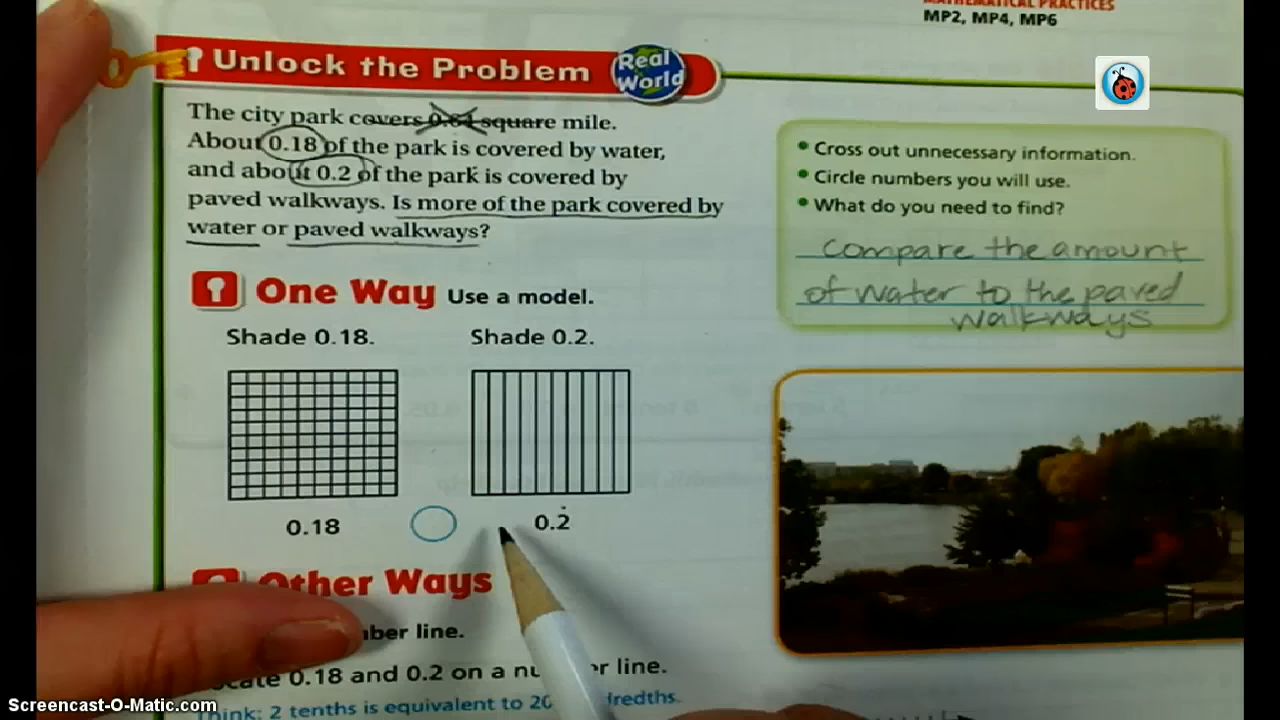 MATHEMATICAL PRACTICES
MP2, MP4, MP6
Unlock the Problem
Real World
The city park covers 0.64 square mile.
About 0.18 of the park is covered by water,
and about 0.2 of the park is covered by
paved walkways. Is more of the park covered by
water or paved walkways?
• Cross out unnecessary information.
• Circle numbers you will use.
• What do you need to find?
compare the amount
of water to the paved
walkways
One Way Use a model.
Shade 0.18. Shade 0.2.
0.18 0.2
Other Ways
line.
0.18 and 0.2 on a line.
Think: 2 tenths is equivalent to
Screencast-O-Matic.com